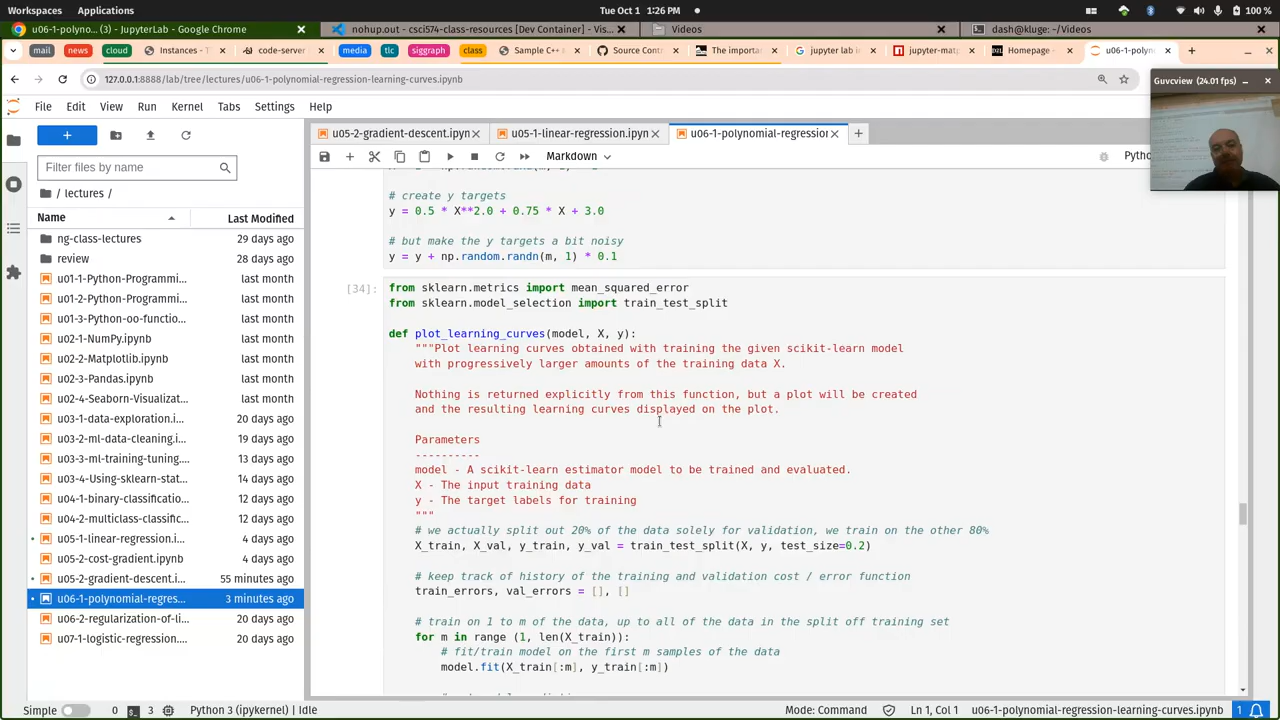 Workspaces Applications Tue Oct 1 1:26 PM 100 %
u06-1-polyno... (3) - JupyterLab - Google Chrome nohup.out - csci574-class-resources [Dev Container] - Vis... Videos dash@kluge: ~/Videos
mail news cloud Instances - code-server media tlc siggraph class Sample C++ A Source Cont The important jupyter lab jupyter-mat Homepage - u06-1-polyn
127.0.0.1:8888/lab/tree/lectures/u06-1-polynomial-regression-learning-curves.ipynb
Guvcview (24.01 fps)
File Edit View Run Kernel Tabs Settings Help
u05-2-gradient-descent.ipyn u05-1-linear-regression.ipyn u06-1-polynomial-regression
Markdown Pytho
Filter files by name
/ lectures /
Name Last Modified
ng-class-lectures 29 days ago
review 28 days ago
u01-1-Python-Programmi... last month
u01-2-Python-Programmi... last month
u01-3-Python-oo-functio... last month
u02-1-NumPy.ipynb last month
u02-2-Matplotlib.ipynb last month
u02-3-Pandas.ipynb last month
u02-4-Seaborn-Visualizat... last month
u03-1-data-exploration.i... 20 days ago
u03-2-ml-data-cleaning.i... 19 days ago
u03-3-ml-training-tuning.... 13 days ago
u03-4-Using-sklearn-stat... 14 days ago
u04-1-binary-classificatio... 12 days ago
u04-2-multiclass-classific... 12 days ago
u05-1-linear-regression.i... 4 days ago
u05-2-cost-gradient.ipynb 4 days ago
u05-2-gradient-descent.i... 55 minutes ago
u06-1-polynomial-regres... 3 minutes ago
u06-2-regularization-of-li... 20 days ago
u07-1-logistic-regression.... 20 days ago
# create y targets
y = 0.5 * X**2.0 + 0.75 * X + 3.0
# but make the y targets a bit noisy
y = y + np.random.randn(m, 1) * 0.1
[34]:
from sklearn.metrics import mean_squared_error
from sklearn.model_selection import train_test_split
def plot_learning_curves(model, X, y):
"""Plot learning curves obtained with training the given scikit-learn model
with progressively larger amounts of the training data X.
Nothing is returned explicitly from this function, but a plot will be created
and the resulting learning curves displayed on the plot.
Parameters
----------
model - A scikit-learn estimator model to be trained and evaluated.
X - The input training data
y - The target labels for training
"""
# we actually split out 20% of the data solely for validation, we train on the other 80%
X_train, X_val, y_train, y_val = train_test_split(X, y, test_size=0.2)
# keep track of history of the training and validation cost / error function
train_errors, val_errors = [], []
# train on 1 to m of the data, up to all of the data in the split off training set
for m in range (1, len(X_train)):
# fit/train model on the first m samples of the data
model.fit(X_train[:m], y_train[:m])
Simple 0 3 Python 3 (ipykernel) | Idle Mode: Command Ln 1, Col 1 u06-1-polynomial-regression-learning-curves.ipynb 1